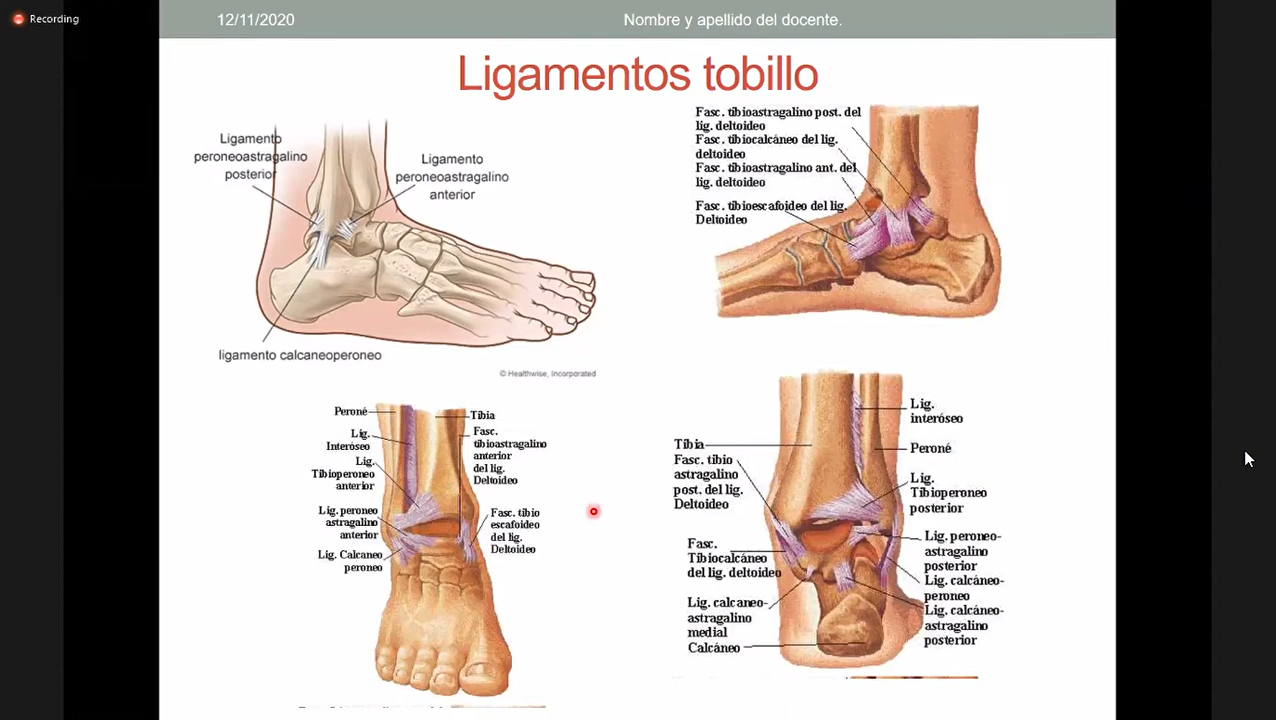 Recording
12/11/2020
Nombre y apellido del docente.
Ligamentos tobillo
Ligamento
peroneoastragalino
posterior
Ligamento
peroneoastragalino
anterior
ligamento calcaneoperoneo
© Healthwise, Incorporated
Fasc. tibioastragalino post. del
lig. deltoideo
Fasc. tibiocalcáneo del lig.
deltoideo
Fasc. tibioastragalino ant. del
lig. deltoideo
Fasc. tibioescafoideo del lig.
Deltoideo
Peroné
Lig.
Interóseo
Lig.
Tibioperoneo
anterior
Lig. peroneo
astragalino
anterior
Lig. Calcaneo
peroneo
Tibia
Fasc.
tibioastragalino
anterior
del lig.
Deltoideo
Fasc. tibio
escafoideo
del lig.
Deltoideo
Tibia
Fasc. tibio
astragalino
post. del lig.
Deltoideo
Fasc.
Tibiocalcáneo
del lig. deltoideo
Lig. calcaneo-
astragalino
medial
Calcáneo
Lig.
interóseo
Peroné
Lig.
Tibioperoneo
posterior
Lig. peroneo-
astragalino
posterior
Lig. calcáneo-
peroneo
Lig. calcáneo-
astragalino
posterior